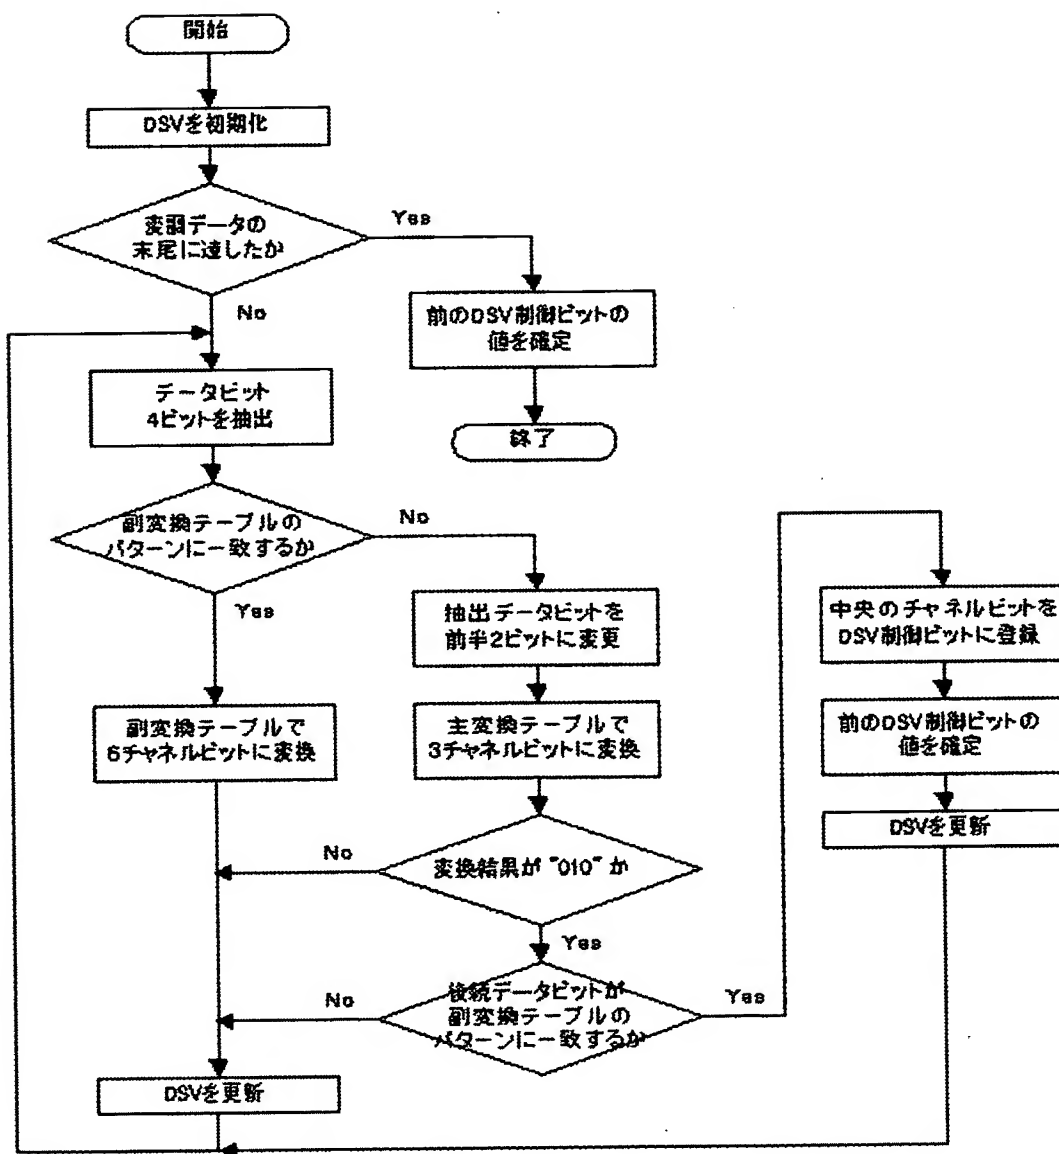 開始
DSVを初期化
変調データの
末尾に達したか
Yes
No
前のDSV制御ビットの
値を確定
終了
データビット
4ビットを抽出
副変換テーブルの
パターンに一致するか
No
Yes
抽出データビットを
前半2ビットに変更
副変換テーブルで
6チャネルビットに変換
主変換テーブルで
3チャネルビットに変換
変換結果が "010" か
No
Yes
後続データビットが
副変換テーブルの
パターンに一致するか
No
Yes
中央のチャネルビットを
DSV制御ビットに登録
前のDSV制御ビットの
値を確定
DSVを更新
DSVを更新